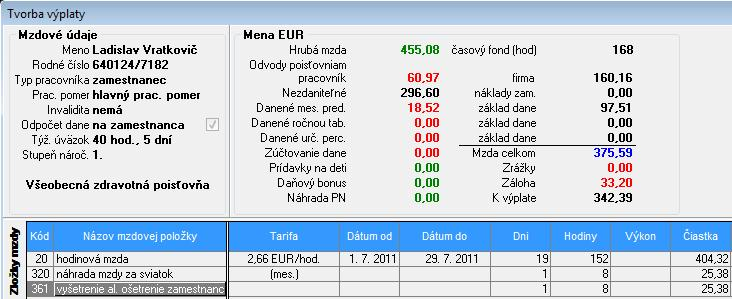 Tvorba výplaty
Mzdové údaje
Meno Ladislav Vratkovič
Rodné číslo 640124/7182
Typ pracovníka zamestnanec
Prac. pomer hlavný prac. pomer
Invalidita nemá
Odpočet dane na zamestnanca
Týž. úväzok 40 hod., 5 dní
Stupeň nároč. 1.
Všeobecná zdravotná poisťovňa
Mena EUR
Hrubá mzda 455,08 časový fond (hod) 168
Odvody poisťovniam
pracovník 60,97 firma 160,16
Nezdaniteľné 296,60 náklady zam. 0,00
Danené mes. pred. 18,52 základ dane 97,51
Danené ročnou tab. 0,00 základ dane 0,00
Danené urč. perc. 0,00 základ dane 0,00
Zúčtovanie dane 0,00 Mzda celkom 375,59
Prídavky na deti 0,00 Zrážky 0,00
Daňový bonus 0,00 Záloha 33,20
Náhrada PN 0,00 K výplate 342,39
Zložky mzdy
Kód Názov mzdovej položky Tarifa Dátum od Dátum do Dni Hodiny Výkon Čiastka
20 hodinová mzda 2,66 EUR/hod. 1. 7. 2011 29. 7. 2011 19 152 404,32
320 náhrada mzdy za sviatok (mes.) 1 8 25,38
361 vyšetrenie al. ošetrenie zamestnanc 1 8 25,38